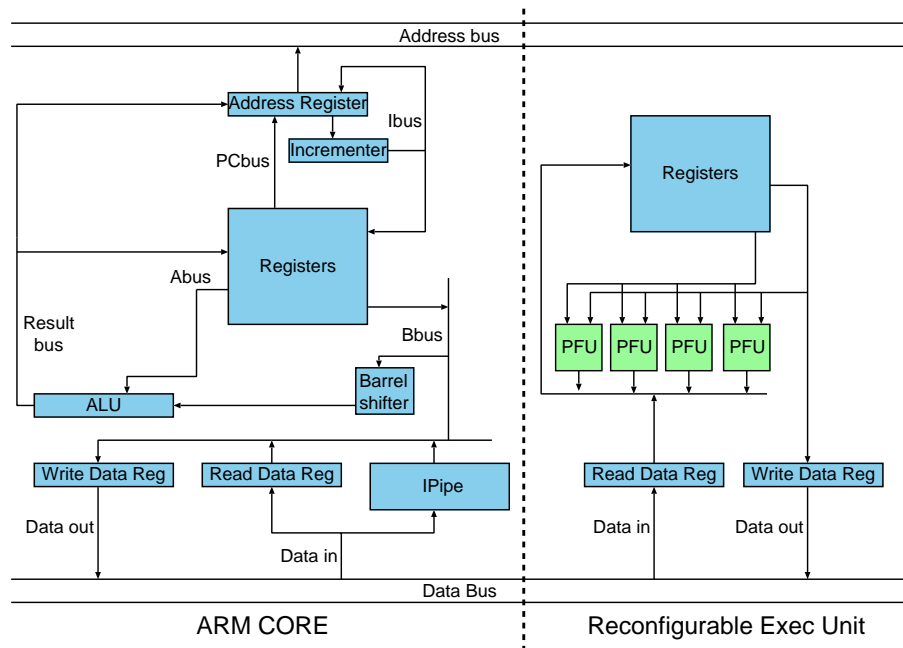 Address bus
Address Register
Ibus
Incrementer
PCbus
Registers
Registers
Abus
Result
bus
Bbus
PFU
PFU
PFU
PFU
Barrel
shifter
ALU
Write Data Reg
Read Data Reg
IPipe
Read Data Reg
Write Data Reg
Data out
Data in
Data in
Data out
Data Bus
ARM CORE
Reconfigurable Exec Unit